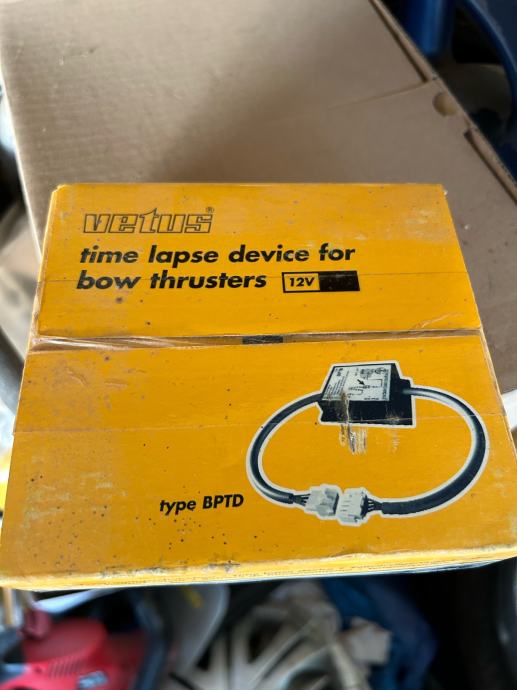 vetus®
time lapse device for
bow thrusters 12V
type BPTD